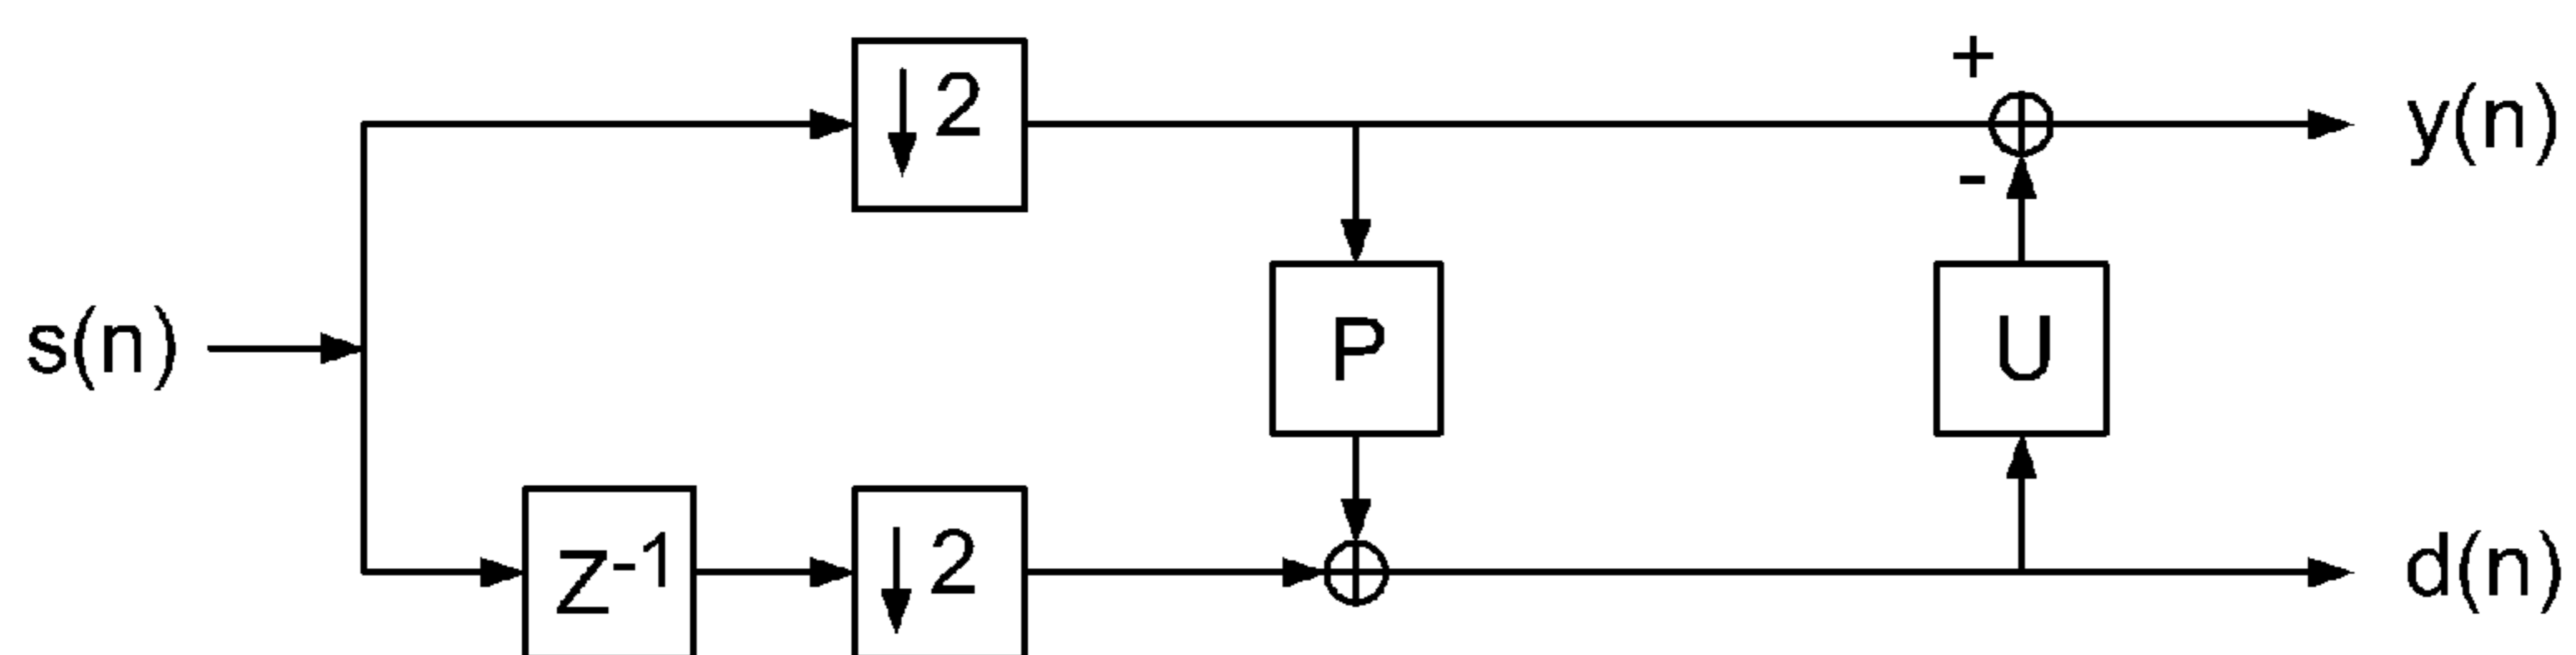 ↓2
+
y(n)
-
s(n)
P
U
Z-1
↓2
d(n)